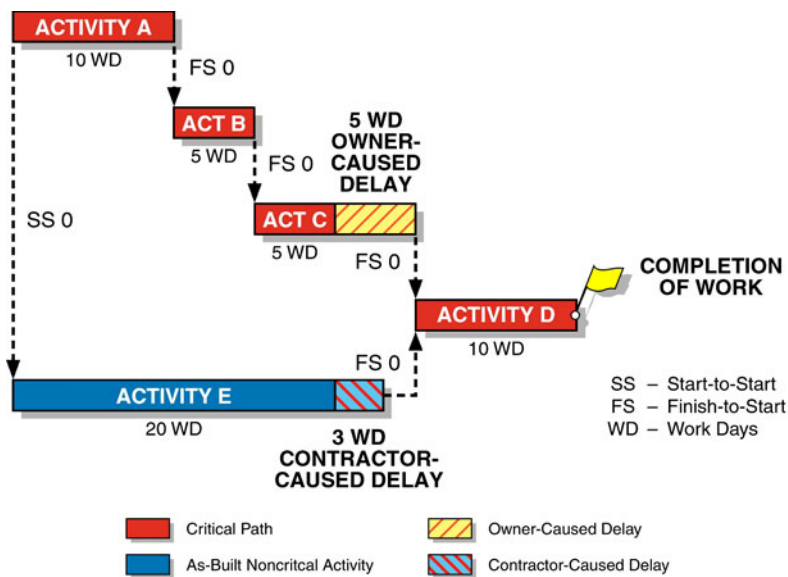 ACTIVITY A
10 WD
FS 0
ACT B
5 WD
FS 0
5 WD
OWNER-
CAUSED
DELAY
SS 0
ACT C
5 WD
FS 0
COMPLETION
OF WORK
ACTIVITY D
10 WD
FS 0
ACTIVITY E
20 WD
3 WD
CONTRACTOR-
CAUSED DELAY
SS – Start-to-Start
FS – Finish-to-Start
WD – Work Days
Critical Path
Owner-Caused Delay
As-Built Noncritcal Activity
Contractor-Caused Delay